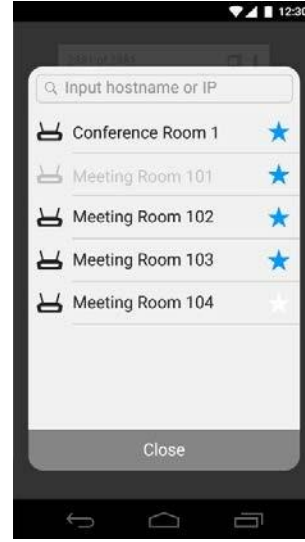 12:30
Input hostname or IP
Conference Room 1
Meeting Room 101
Meeting Room 102
Meeting Room 103
Meeting Room 104
Close